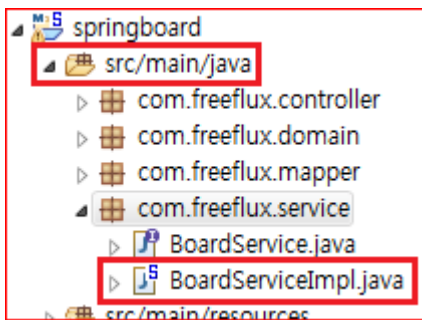 springboard
src/main/java
com.freeflux.controller
com.freeflux.domain
com.freeflux.mapper
com.freeflux.service
BoardService.java
BoardServiceImpl.java
src/main/resources